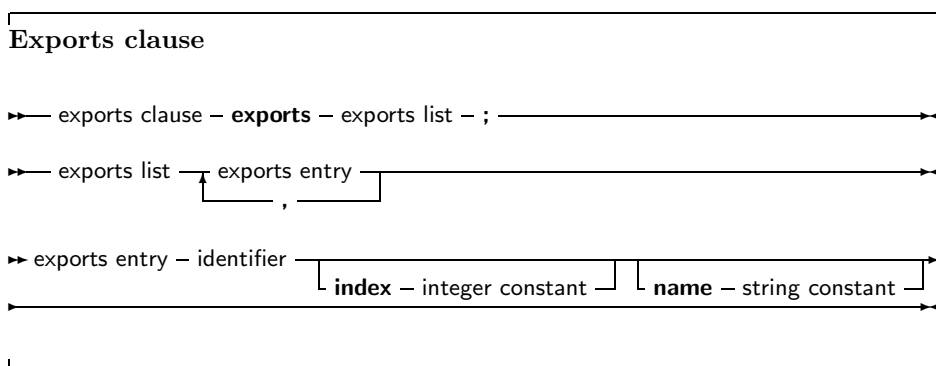 Exports clause
exports clause exports exports list ;
exports list exports entry
,
exports entry identifier
index integer constant name string constant